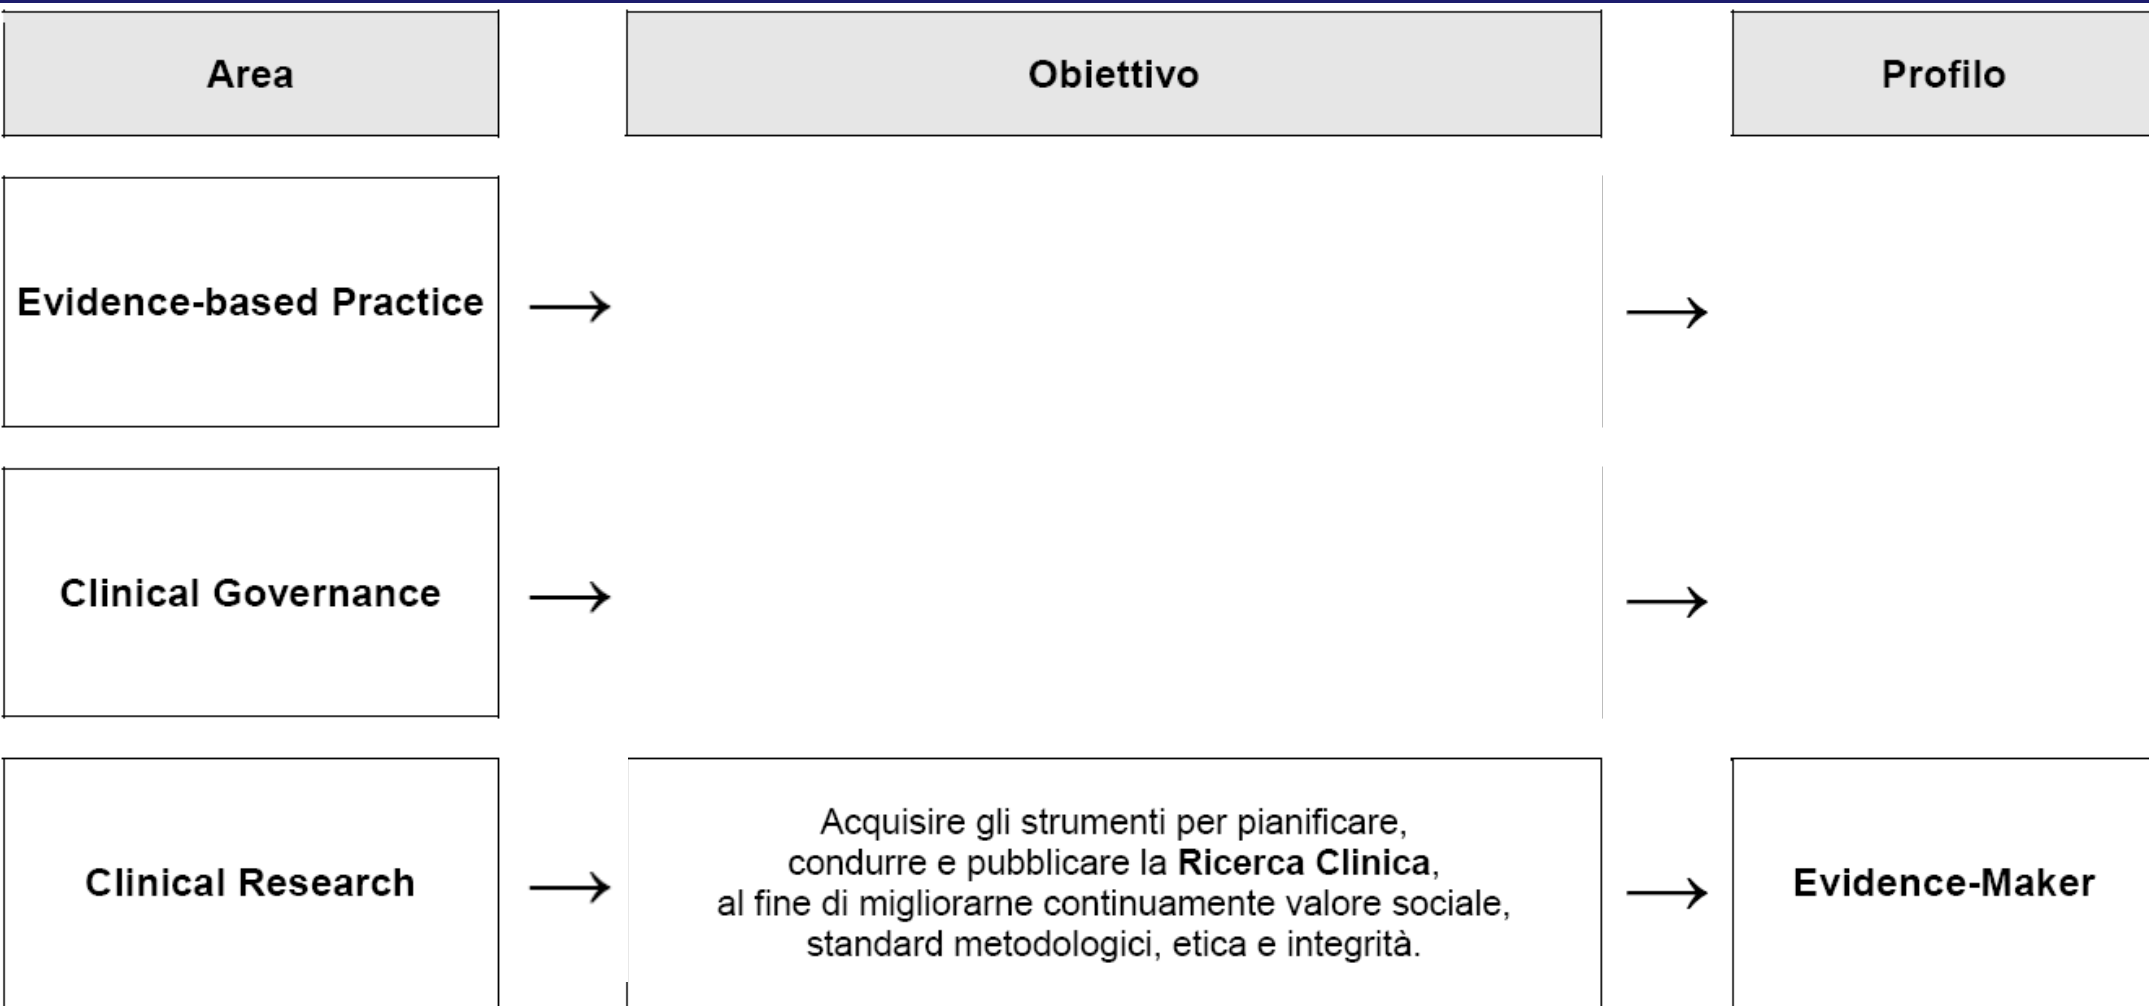 Area
Obiettivo
Profilo
Evidence-based Practice
→
→
Clinical Governance
→
→
Clinical Research
→
Acquisire gli strumenti per pianificare,
condurre e pubblicare la Ricerca Clinica,
al fine di migliorarne continuamente valore sociale,
standard metodologici, etica e integrità.
→
Evidence-Maker